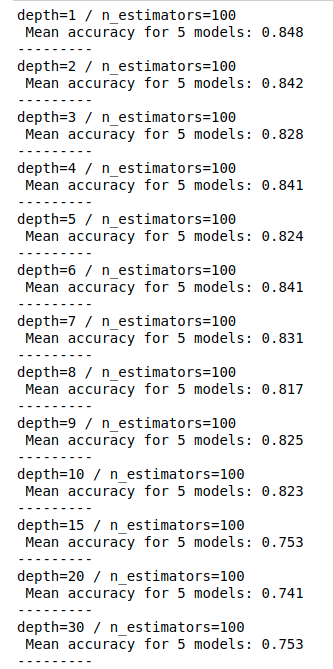 depth=1 / n_estimators=100
 Mean accuracy for 5 models: 0.848
---------
depth=2 / n_estimators=100
 Mean accuracy for 5 models: 0.842
---------
depth=3 / n_estimators=100
 Mean accuracy for 5 models: 0.828
---------
depth=4 / n_estimators=100
 Mean accuracy for 5 models: 0.841
---------
depth=5 / n_estimators=100
 Mean accuracy for 5 models: 0.824
---------
depth=6 / n_estimators=100
 Mean accuracy for 5 models: 0.841
---------
depth=7 / n_estimators=100
 Mean accuracy for 5 models: 0.831
---------
depth=8 / n_estimators=100
 Mean accuracy for 5 models: 0.817
---------
depth=9 / n_estimators=100
 Mean accuracy for 5 models: 0.825
---------
depth=10 / n_estimators=100
 Mean accuracy for 5 models: 0.823
---------
depth=15 / n_estimators=100
 Mean accuracy for 5 models: 0.753
---------
depth=20 / n_estimators=100
 Mean accuracy for 5 models: 0.741
---------
depth=30 / n_estimators=100
 Mean accuracy for 5 models: 0.753
---------